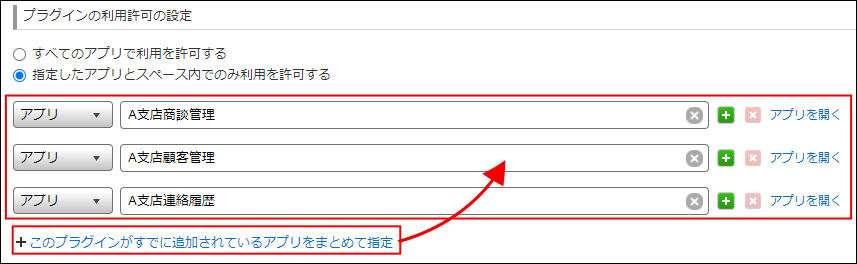 プラグインの利用許可の設定
すべてのアプリで利用を許可する
指定したアプリとスペース内でのみ利用を許可する
アプリ A支店商談管理 アプリを開く
アプリ A支店顧客管理 アプリを開く
アプリ A支店連絡履歴 アプリを開く
+このプラグインがすでに追加されているアプリをまとめて指定